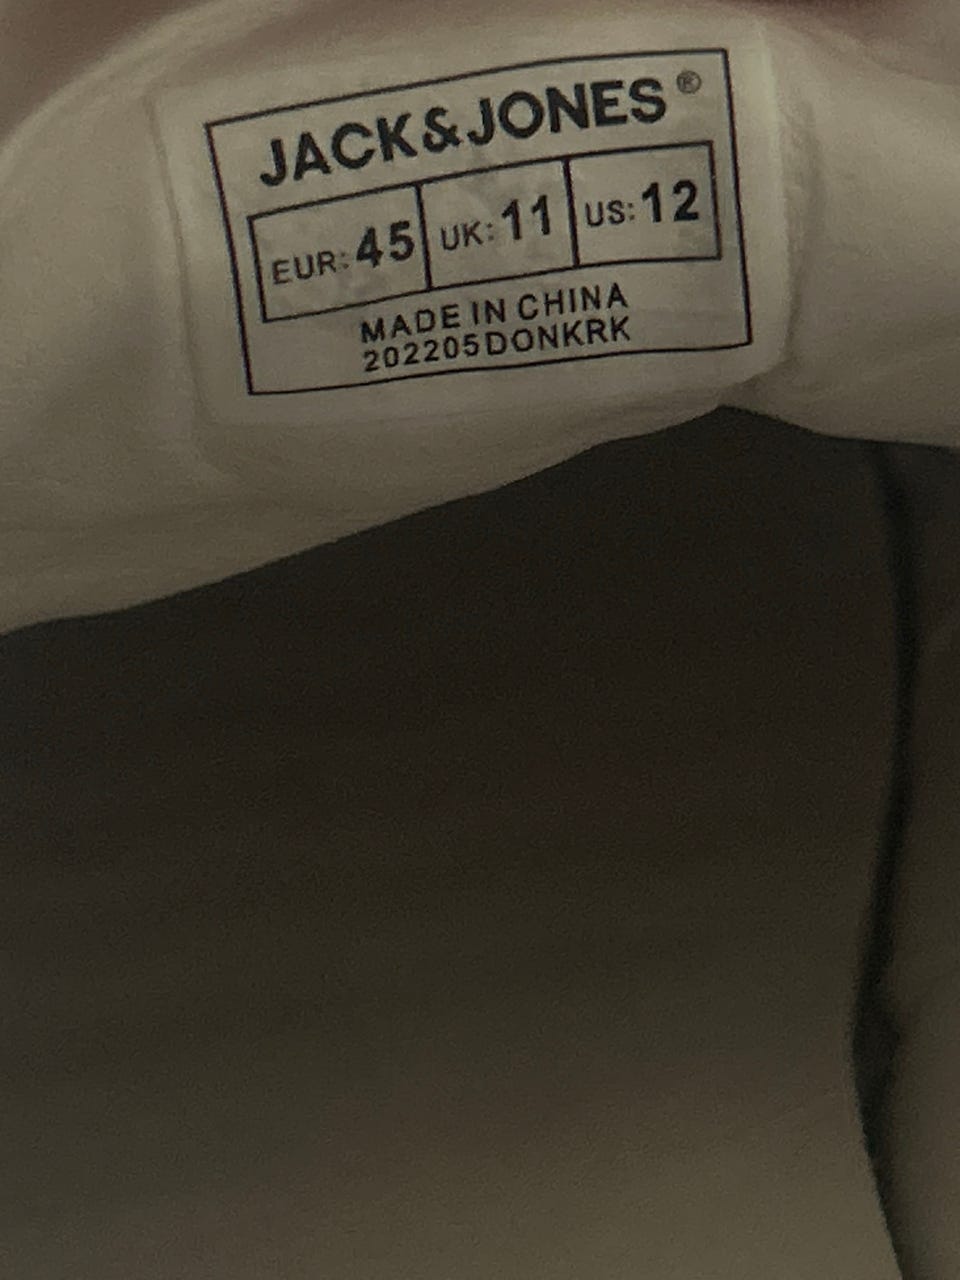 JACK&JONES®
EUR: 45 UK: 11 US: 12
MADE IN CHINA
202205DONKRK